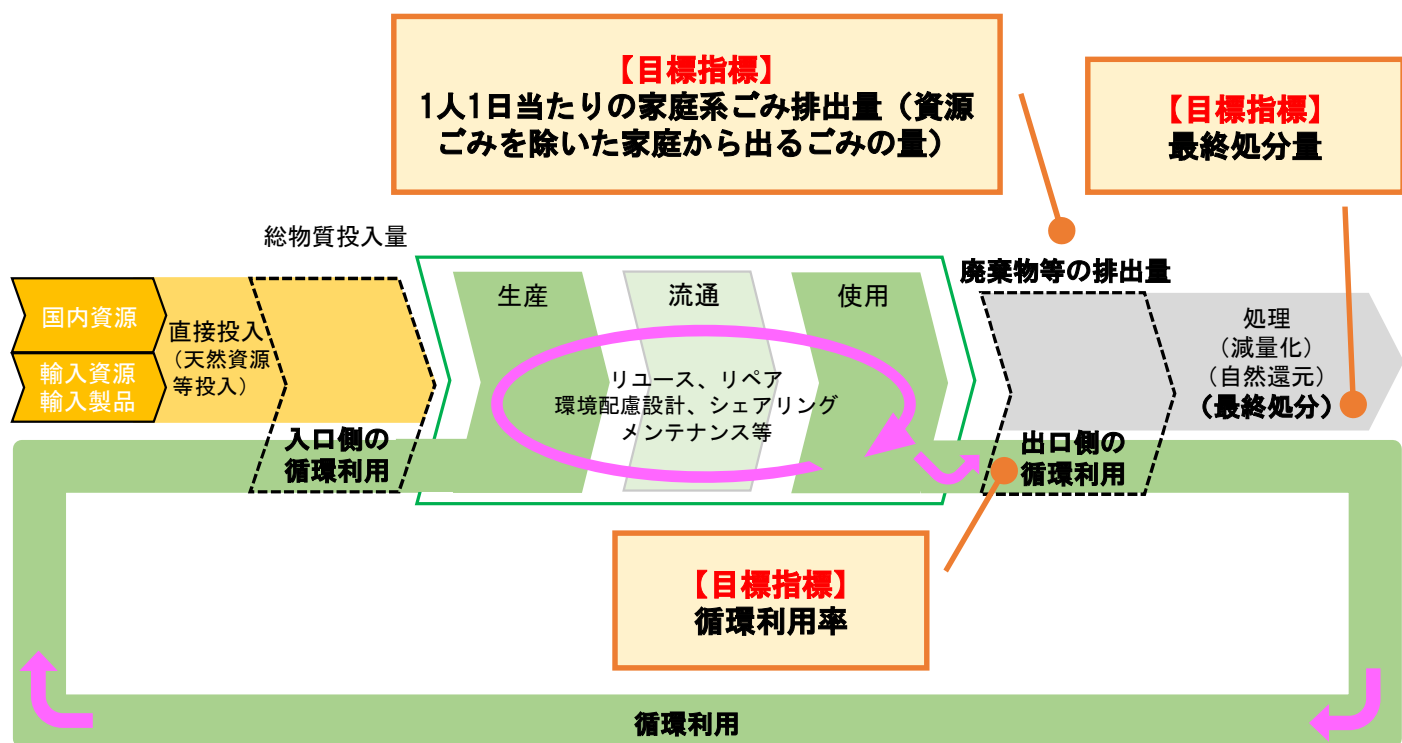 【目標指標】
1人1日当たりの家庭系ごみ排出量（資源
ごみを除いた家庭から出るごみの量）
【目標指標】
最終処分量
総物質投入量
国内資源
輸入資源
輸入製品
直接投入
（天然資源
等投入）
入口側の
循環利用
生産
流通
使用
リユース、リペア
環境配慮設計、シェアリング
メンテナンス等
廃棄物等の排出量
出口側の
循環利用
処理
（減量化）
（自然還元）
（最終処分）
【目標指標】
循環利用率
循環利用